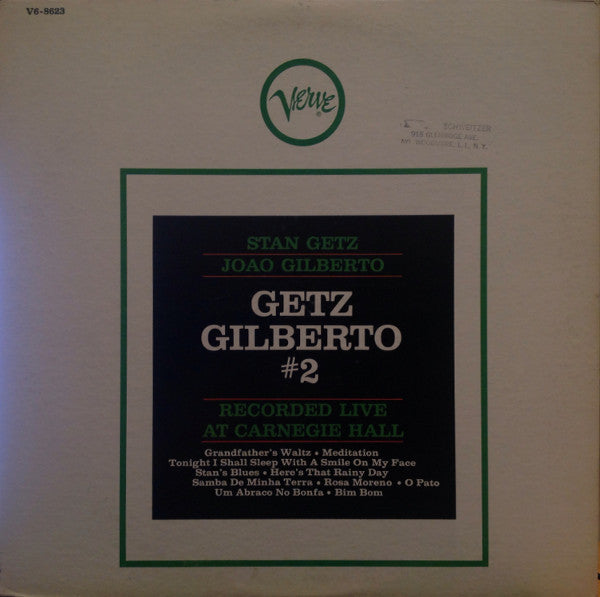 V6-8623
Verve
SCHWEITZER
N.Y.
STAN GETZ
JOAO GILBERTO
GETZ
GILBERTO
#2
RECORDED LIVE
AT CARNEGIE HALL
Grandfather's Waltz • Meditation
Tonight I Shall Sleep With A Smile On My Face
Stan's Blues • Here's That Rainy Day
Samba De Minha Terra • Rosa Moreno • O Pato
Um Abraco No Bonfa • Bim Bom